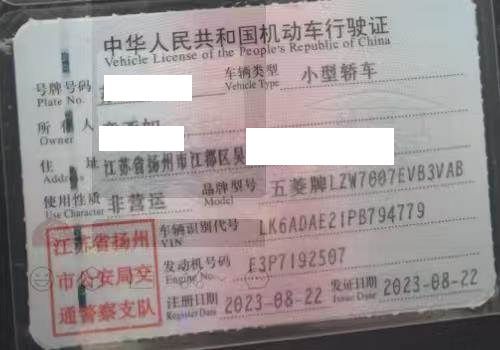 中华人民共和国机动车行驶证
Vehicle License of the People's Republic of China
号牌号码
Plate No.
车辆类型
Vehicle Type
小型轿车
所有人
Owner
住址
Address
江苏省扬州市江都区吴
使用性质
Use Character
非营运
品牌型号
Model
五菱牌LZW7007EVB3VAB
江苏省扬州
市公安局交
通警察支队
车辆识别代号
VIN
LK6ADAE21PB794779
发动机号码
Engine No.
E3P7192507
注册日期
Register Date
2023-08-22
发证日期
Issue Date
2023-08-22